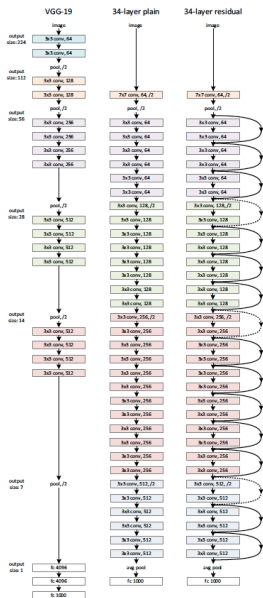 output
size: 224
output
size: 112
output
size: 56
output
size: 28
output
size: 14
output
size: 7
output
size: 1
VGG-19
image
3x3 conv, 64
3x3 conv, 64
pool, /2
3x3 conv, 128
3x3 conv, 128
pool, /2
3x3 conv, 256
3x3 conv, 256
3x3 conv, 256
3x3 conv, 256
pool, /2
3x3 conv, 512
3x3 conv, 512
3x3 conv, 512
3x3 conv, 512
pool, /2
3x3 conv, 512
3x3 conv, 512
3x3 conv, 512
3x3 conv, 512
pool, /2
fc 4096
fc 4096
fc 1000
34-layer plain
image
7x7 conv, 64, /2
pool, /2
3x3 conv, 64
3x3 conv, 64
3x3 conv, 64
3x3 conv, 64
3x3 conv, 64
3x3 conv, 64
3x3 conv, 128, /2
3x3 conv, 128
3x3 conv, 128
3x3 conv, 128
3x3 conv, 128
3x3 conv, 128
3x3 conv, 128
3x3 conv, 128
3x3 conv, 256, /2
3x3 conv, 256
3x3 conv, 256
3x3 conv, 256
3x3 conv, 256
3x3 conv, 256
3x3 conv, 256
3x3 conv, 256
3x3 conv, 256
3x3 conv, 256
3x3 conv, 256
3x3 conv, 256
3x3 conv, 512, /2
3x3 conv, 512
3x3 conv, 512
3x3 conv, 512
3x3 conv, 512
3x3 conv, 512
avg pool
fc 1000
34-layer residual
image
7x7 conv, 64, /2
pool, /2
3x3 conv, 64
3x3 conv, 64
3x3 conv, 64
3x3 conv, 64
3x3 conv, 64
3x3 conv, 64
3x3 conv, 128, /2
3x3 conv, 128
3x3 conv, 128
3x3 conv, 128
3x3 conv, 128
3x3 conv, 128
3x3 conv, 128
3x3 conv, 128
3x3 conv, 256, /2
3x3 conv, 256
3x3 conv, 256
3x3 conv, 256
3x3 conv, 256
3x3 conv, 256
3x3 conv, 256
3x3 conv, 256
3x3 conv, 256
3x3 conv, 256
3x3 conv, 256
3x3 conv, 256
3x3 conv, 512, /2
3x3 conv, 512
3x3 conv, 512
3x3 conv, 512
3x3 conv, 512
3x3 conv, 512
avg pool
fc 1000